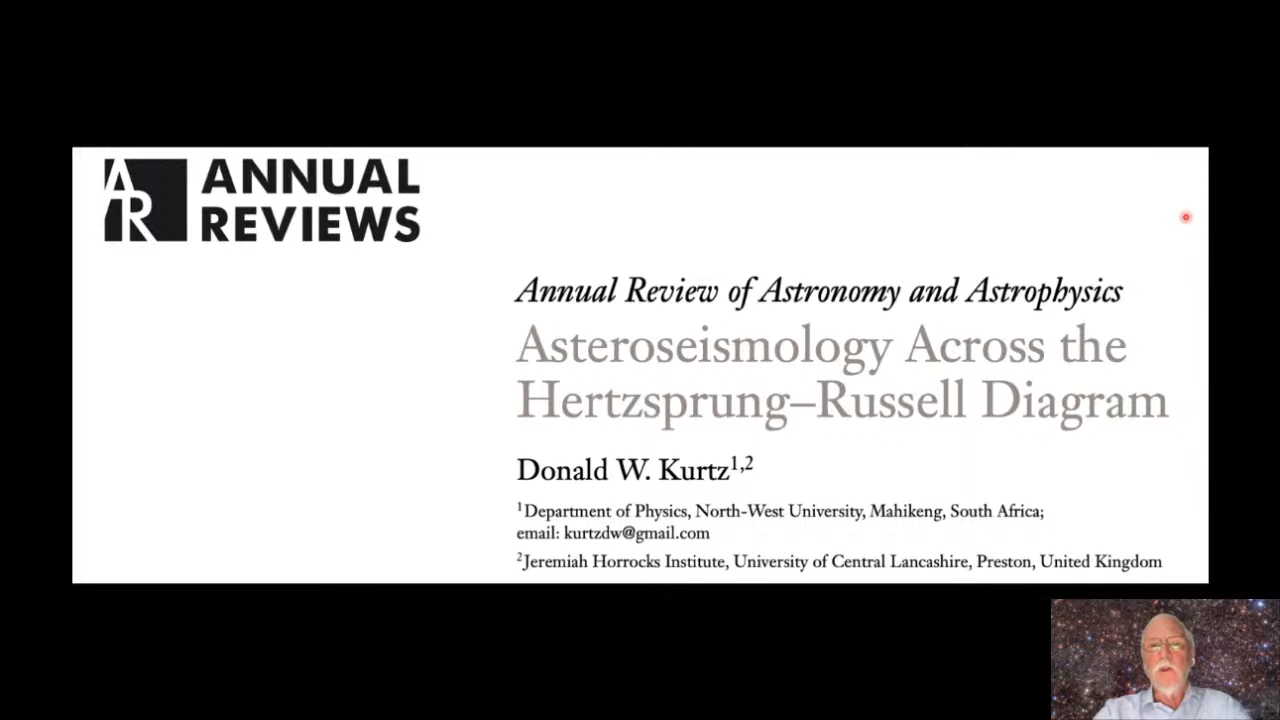 AR ANNUAL
REVIEWS
Annual Review of Astronomy and Astrophysics
Asteroseismology Across the
Hertzsprung–Russell Diagram
Donald W. Kurtz1,2
1Department of Physics, North-West University, Mahikeng, South Africa;
email: kurtzdw@gmail.com
2Jeremiah Horrocks Institute, University of Central Lancashire, Preston, United Kingdom